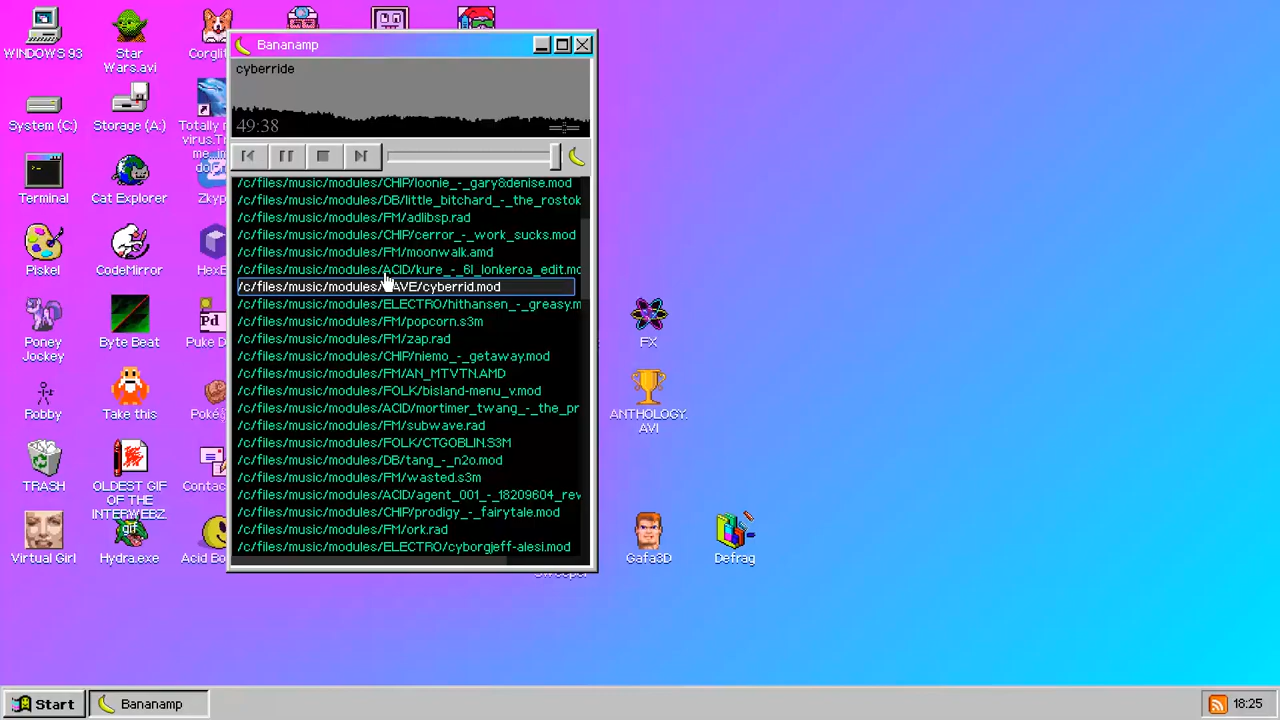 WINDOWS 93
Star
Wars.avi
Corgli
System (C:)
Storage (A:)
Totally n
virus.T
me_in
dol
Terminal
Cat Explorer
Zkyp
Piskel
CodeMirror
HexE
Poney
Jockey
Byte Beat
Pd
Puke D
Robby
Take this
Poké
TRASH
OLDEST GIF
OF THE
INTERWEBZ.
gif
Contac
Virtual Girl
Hydra.exe
Acid Bo
Bananamp
cyberride
49:38
/c/files/music/modules/CHIP/loonie_-_gary&denise.mod
/c/files/music/modules/DB/little_bitchard_-_the_rostok
/c/files/music/modules/FM/adlibsp.rad
/c/files/music/modules/CHIP/cerror_-_work_sucks.mod
/c/files/music/modules/FM/moonwalk.amd
/c/files/music/modules/ACID/kure_-_6l_lonkeroa_edit.mo
/c/files/music/modules/WAVE/cyberrid.mod
/c/files/music/modules/ELECTRO/hithansen_-_greasy.m
/c/files/music/modules/FM/popcorn.s3m
/c/files/music/modules/FM/zap.rad
/c/files/music/modules/CHIP/niemo_-_getaway.mod
/c/files/music/modules/FM/AN_MTVTN.AMD
/c/files/music/modules/FOLK/bisland-menu_v.mod
/c/files/music/modules/ACID/mortimer_twang_-_the_pr
/c/files/music/modules/FM/subwave.rad
/c/files/music/modules/FOLK/CTGOBLIN.S3M
/c/files/music/modules/DB/tang_-_n2o.mod
/c/files/music/modules/FM/wasted.s3m
/c/files/music/modules/ACID/agent_001_-_18209604_rev
/c/files/music/modules/CHIP/prodigy_-_fairytale.mod
/c/files/music/modules/FM/ork.rad
/c/files/music/modules/ELECTRO/cyborgjeff-alesi.mod
Sweeper
FX
ANTHOLOGY.
AVI
Gafa3D
Defrag
Start
Bananamp
18:25